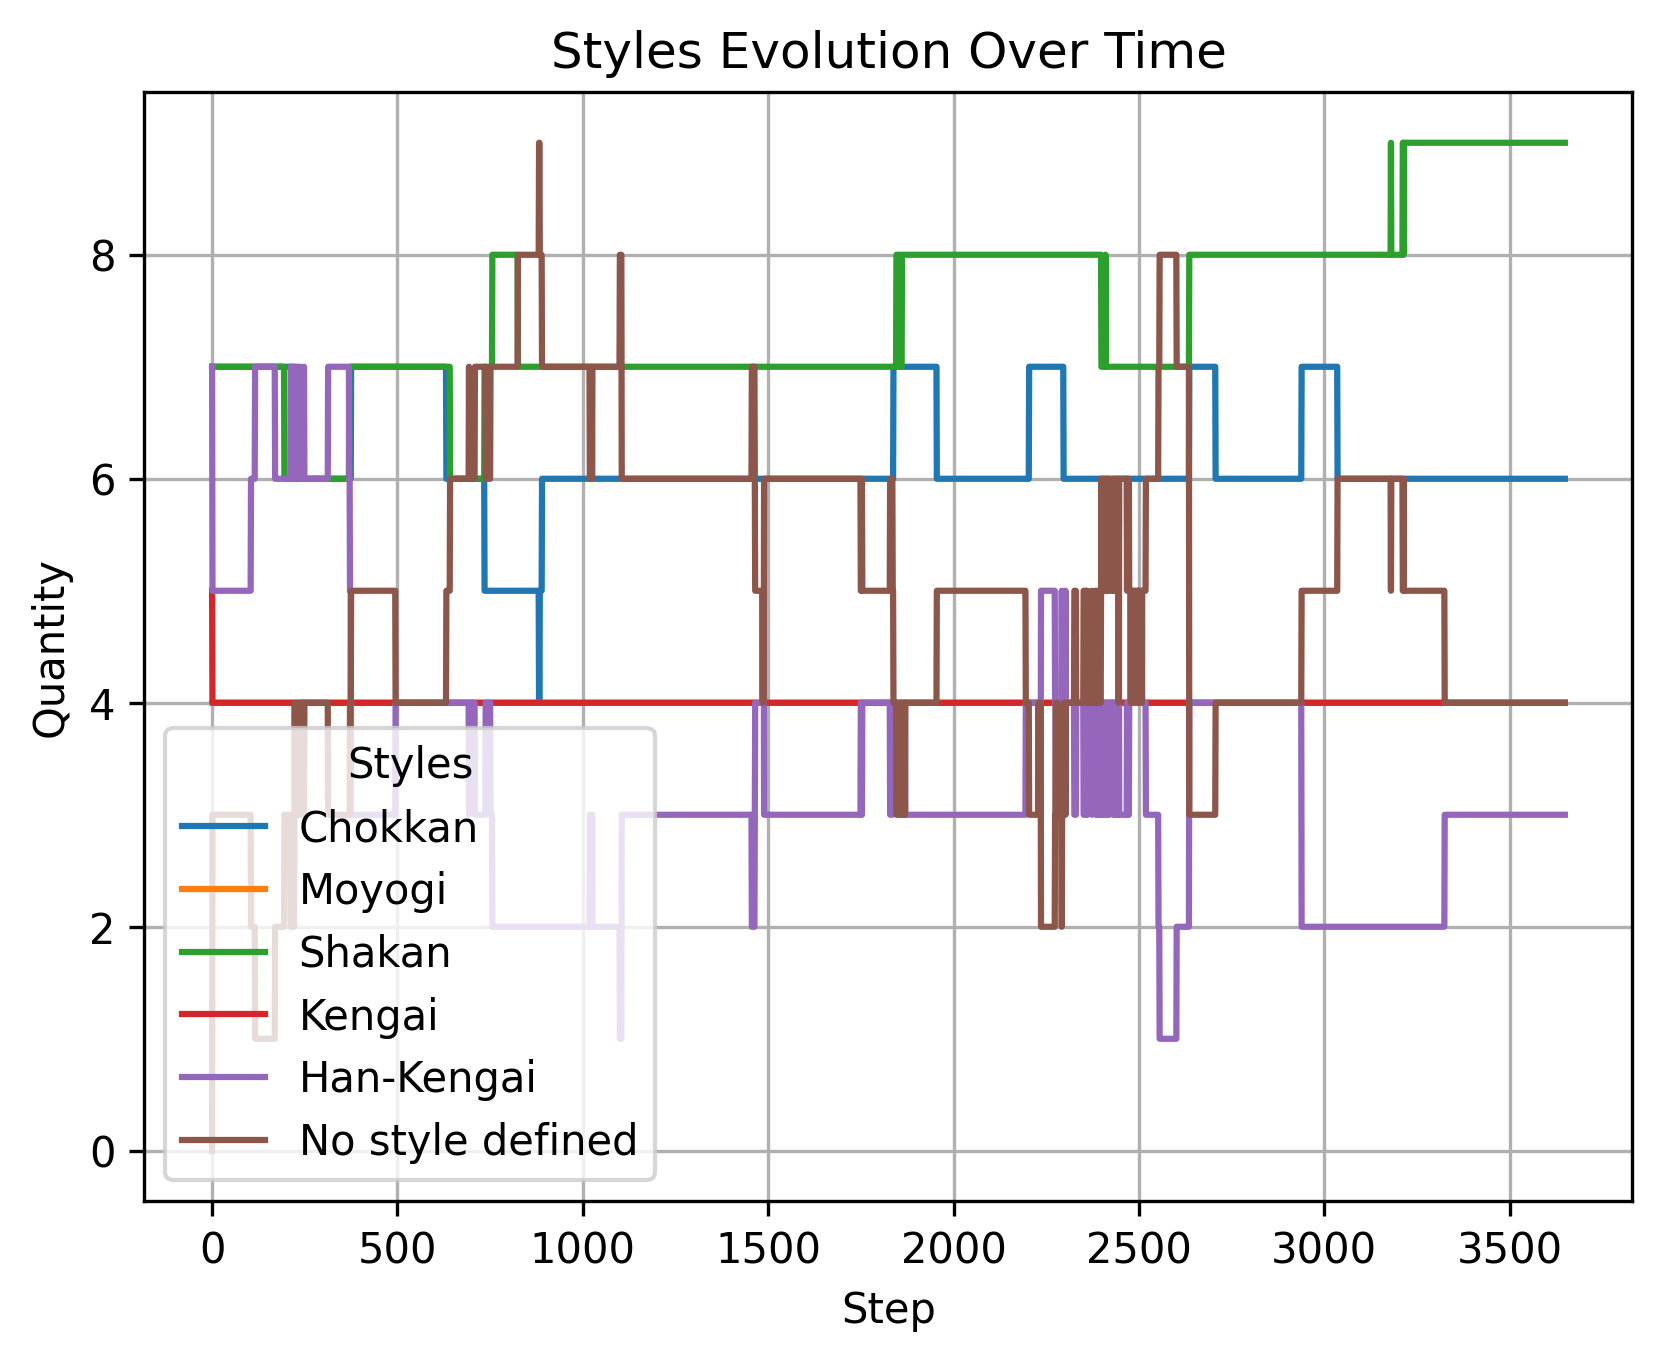 Styles Evolution Over Time
Quantity
8
6
4
2
0
Styles
Chokkan
Moyogi
Shakan
Kengai
Han-Kengai
No style defined
0 500 1000 1500 2000 2500 3000 3500
Step